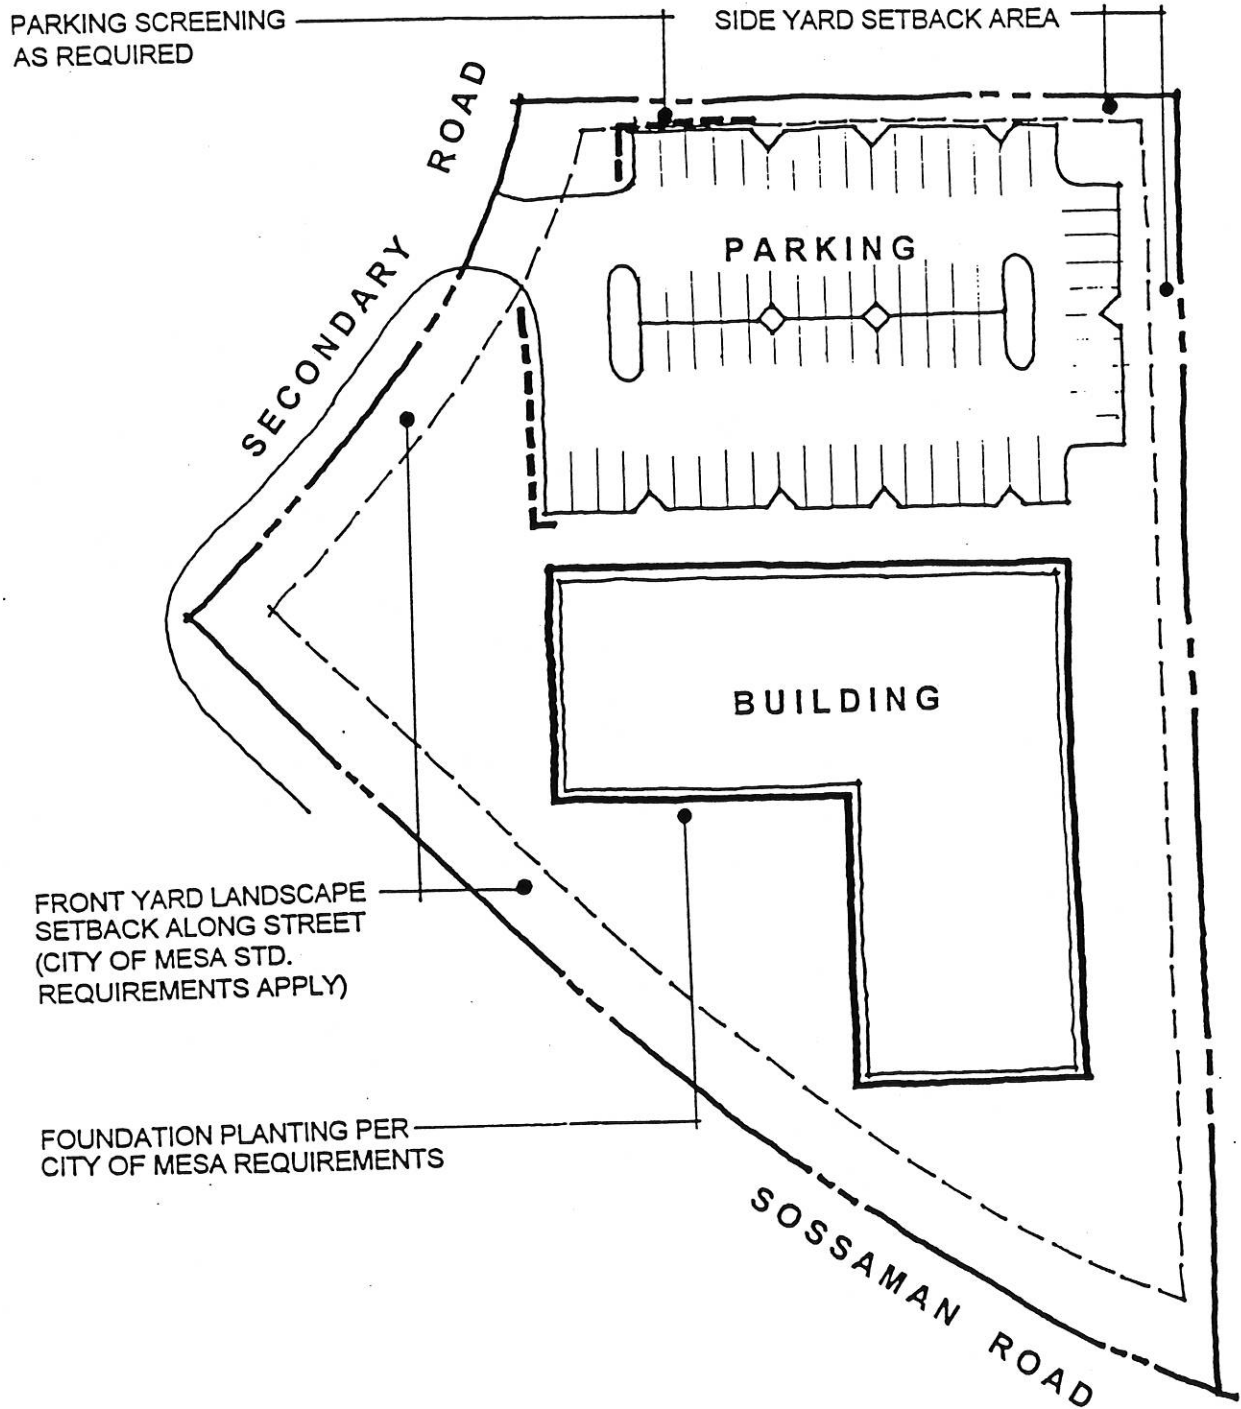 PARKING SCREENING
AS REQUIRED
SIDE YARD SETBACK AREA
SECONDARY ROAD
PARKING
BUILDING
FRONT YARD LANDSCAPE
SETBACK ALONG STREET
(CITY OF MESA STD.
REQUIREMENTS APPLY)
FOUNDATION PLANTING PER
CITY OF MESA REQUIREMENTS
SOSSAMAN ROAD